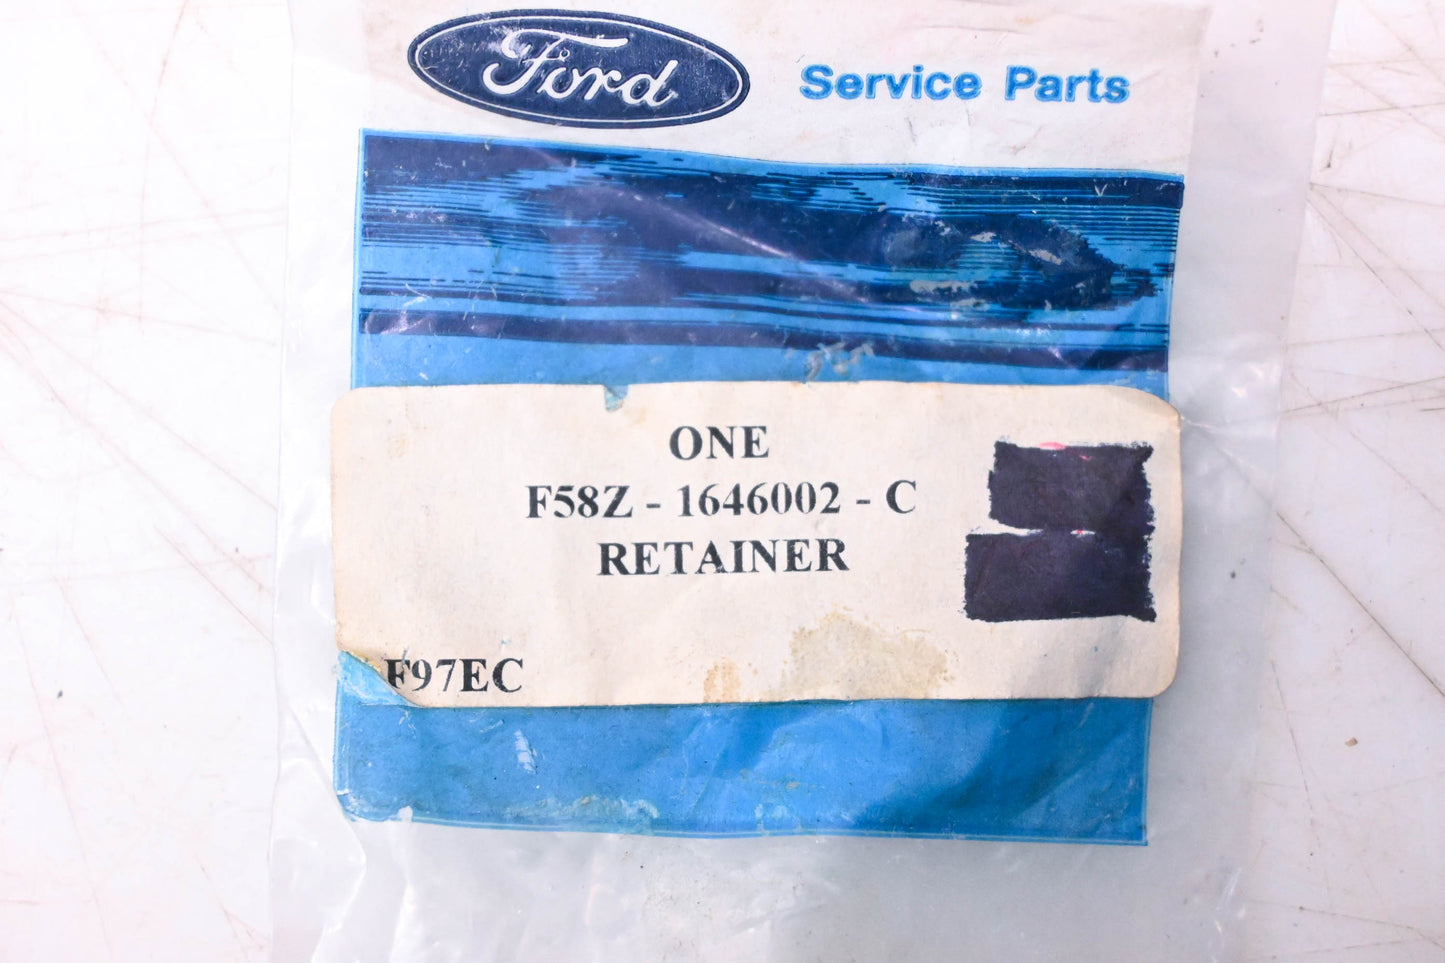 Ford
Service Parts
ONE
F58Z - 1646002 - C
RETAINER
F97EC